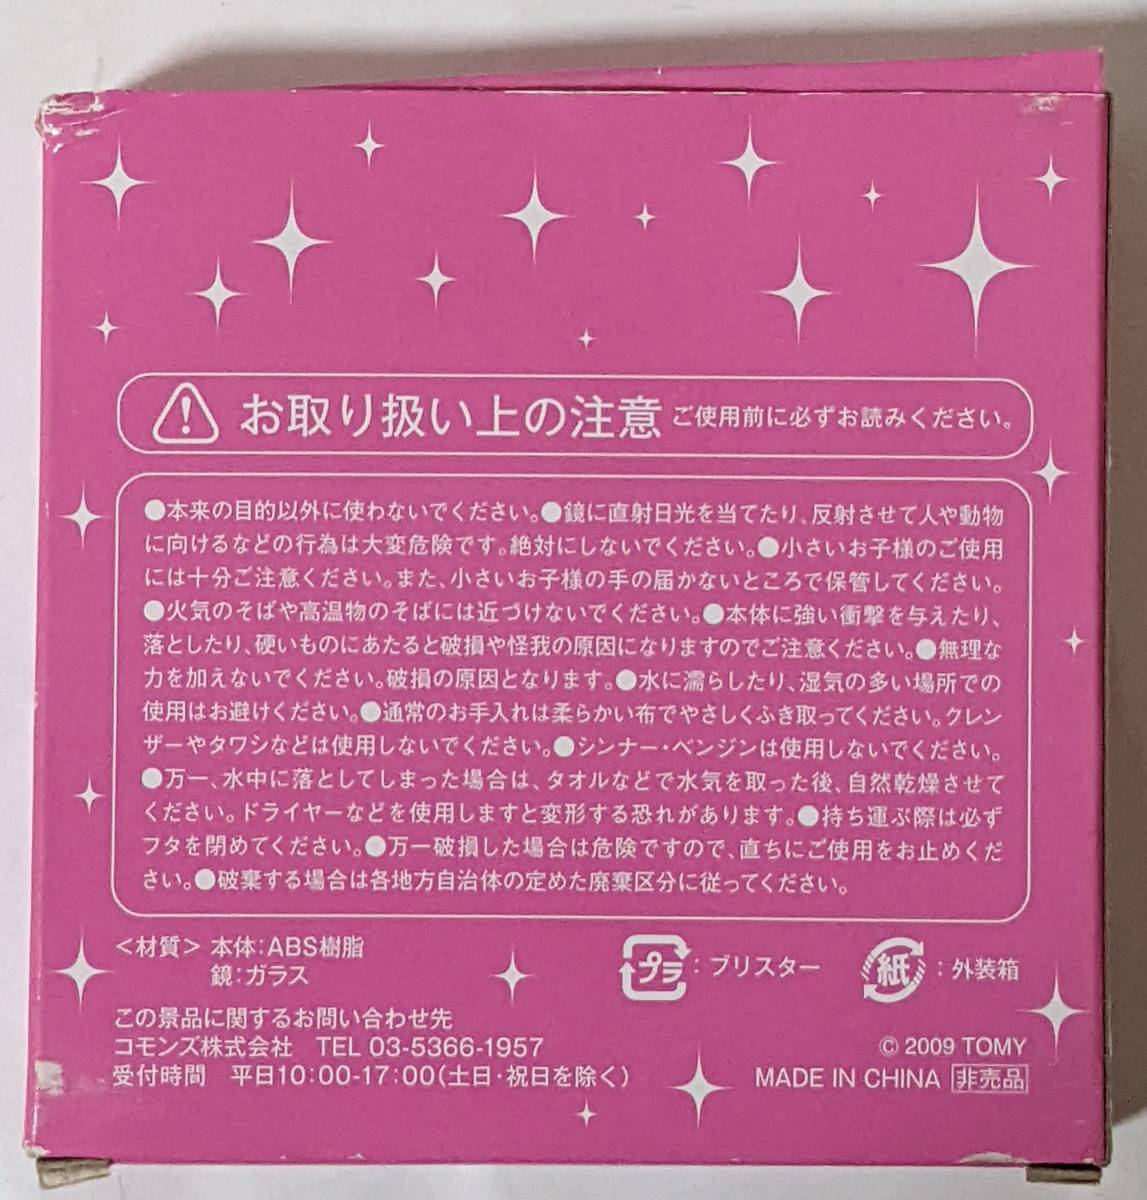 お取り扱い上の注意 ご使用前に必ずお読みください。
●本来の目的以外に使わないでください。●鏡に直射日光を当てたり、反射させて人や動物
に向けるなどの行為は大変危険です。絶対にしないでください。●小さいお子様のご使用
には十分ご注意ください。また、小さいお子様の手の届かないところで保管してください。
●火気のそばや高温物のそばには近づけないでください。●本体に強い衝撃を与えたり、
落としたり、硬いものにあたると破損や怪我の原因になりますのでご注意ください。●無理な
力を加えないでください。破損の原因となります。●水に濡らしたり、湿気の多い場所での
使用はお避けください。●通常のお手入れは柔らかい布でやさしくふき取ってください。クレン
ザーやタワシなどは使用しないでください。●シンナー・ベンジンは使用しないでください。
●万一、水中に落としてしまった場合は、タオルなどで水気を取った後、自然乾燥させて
ください。ドライヤーなどを使用しますと変形する恐れがあります。●持ち運ぶ際は必ず
フタを閉めてください。●万一破損した場合は危険ですので、直ちにご使用をお止めくだ
さい。●破棄する場合は各地方自治体の定めた廃棄区分に従ってください。
＜材質＞ 本体：ABS樹脂
鏡：ガラス
プラ：ブリスター 紙：外装箱
この景品に関するお問い合わせ先
コモンズ株式会社 TEL 03-5366-1957
受付時間 平日10：00-17：00（土日・祝日を除く）
© 2009 TOMY
MADE IN CHINA 非売品